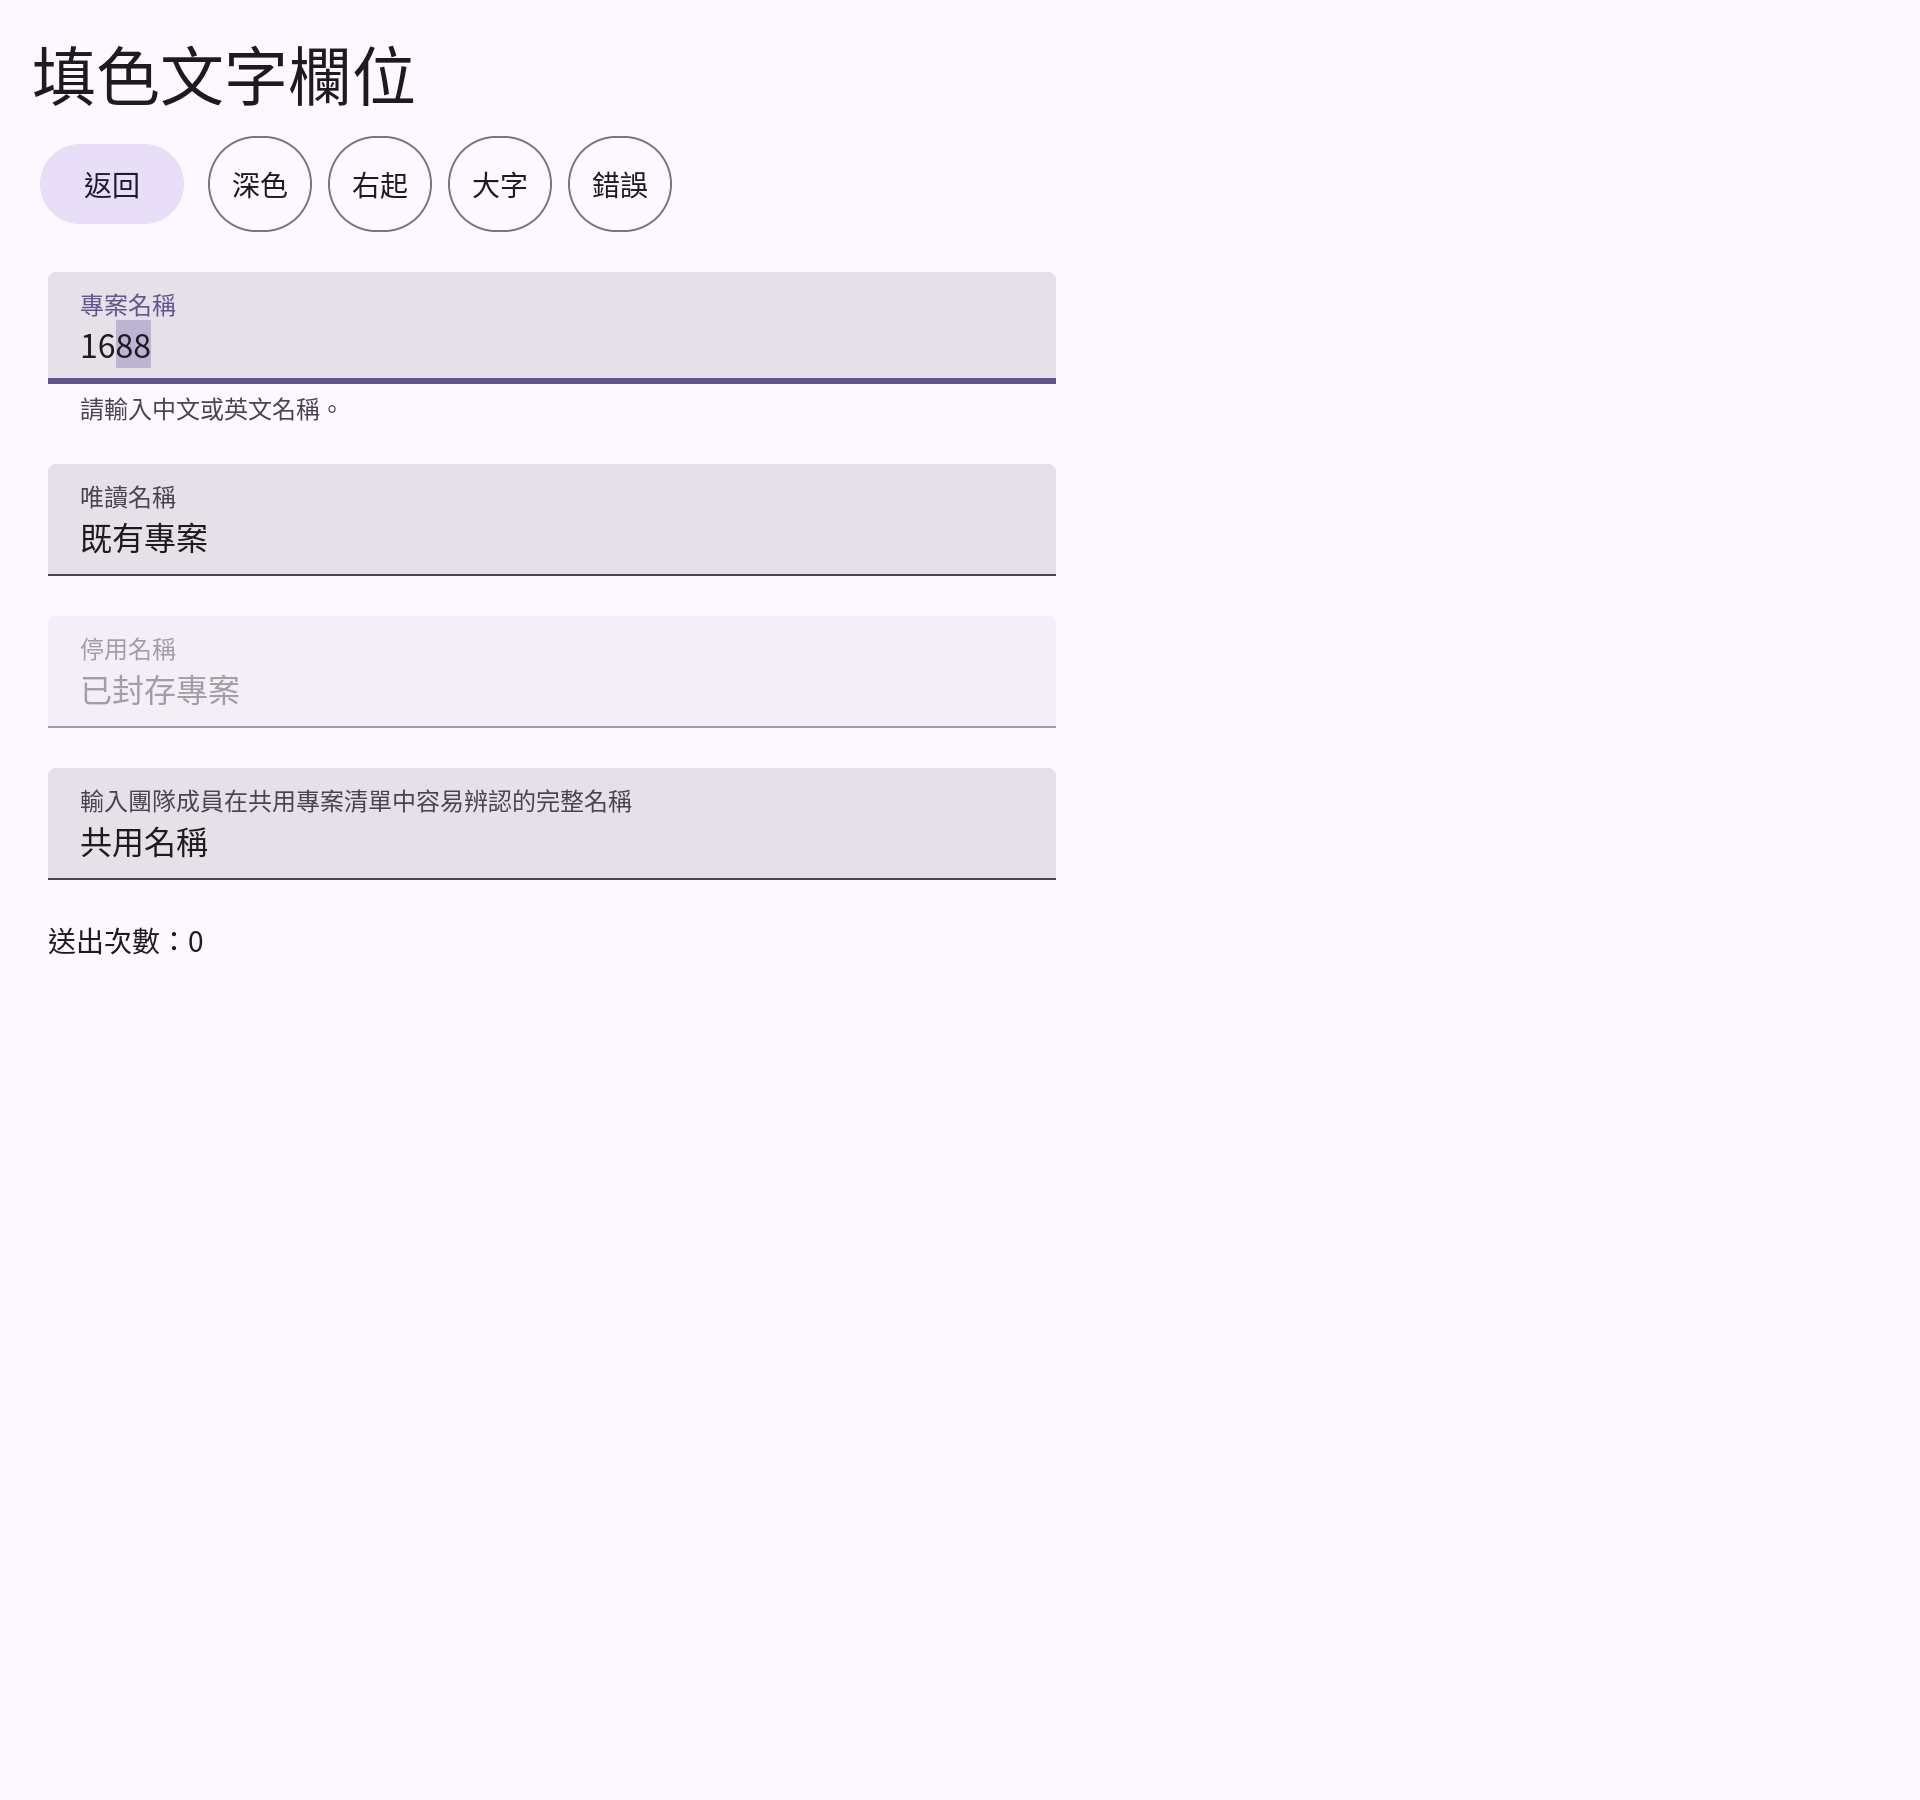 填色文字欄位
返回 深色 右起 大字 錯誤
專案名稱
1688
請輸入中文或英文名稱。
唯讀名稱
既有專案
停用名稱
已封存專案
輸入團隊成員在共用專案清單中容易辨認的完整名稱
共用名稱
送出次數：0